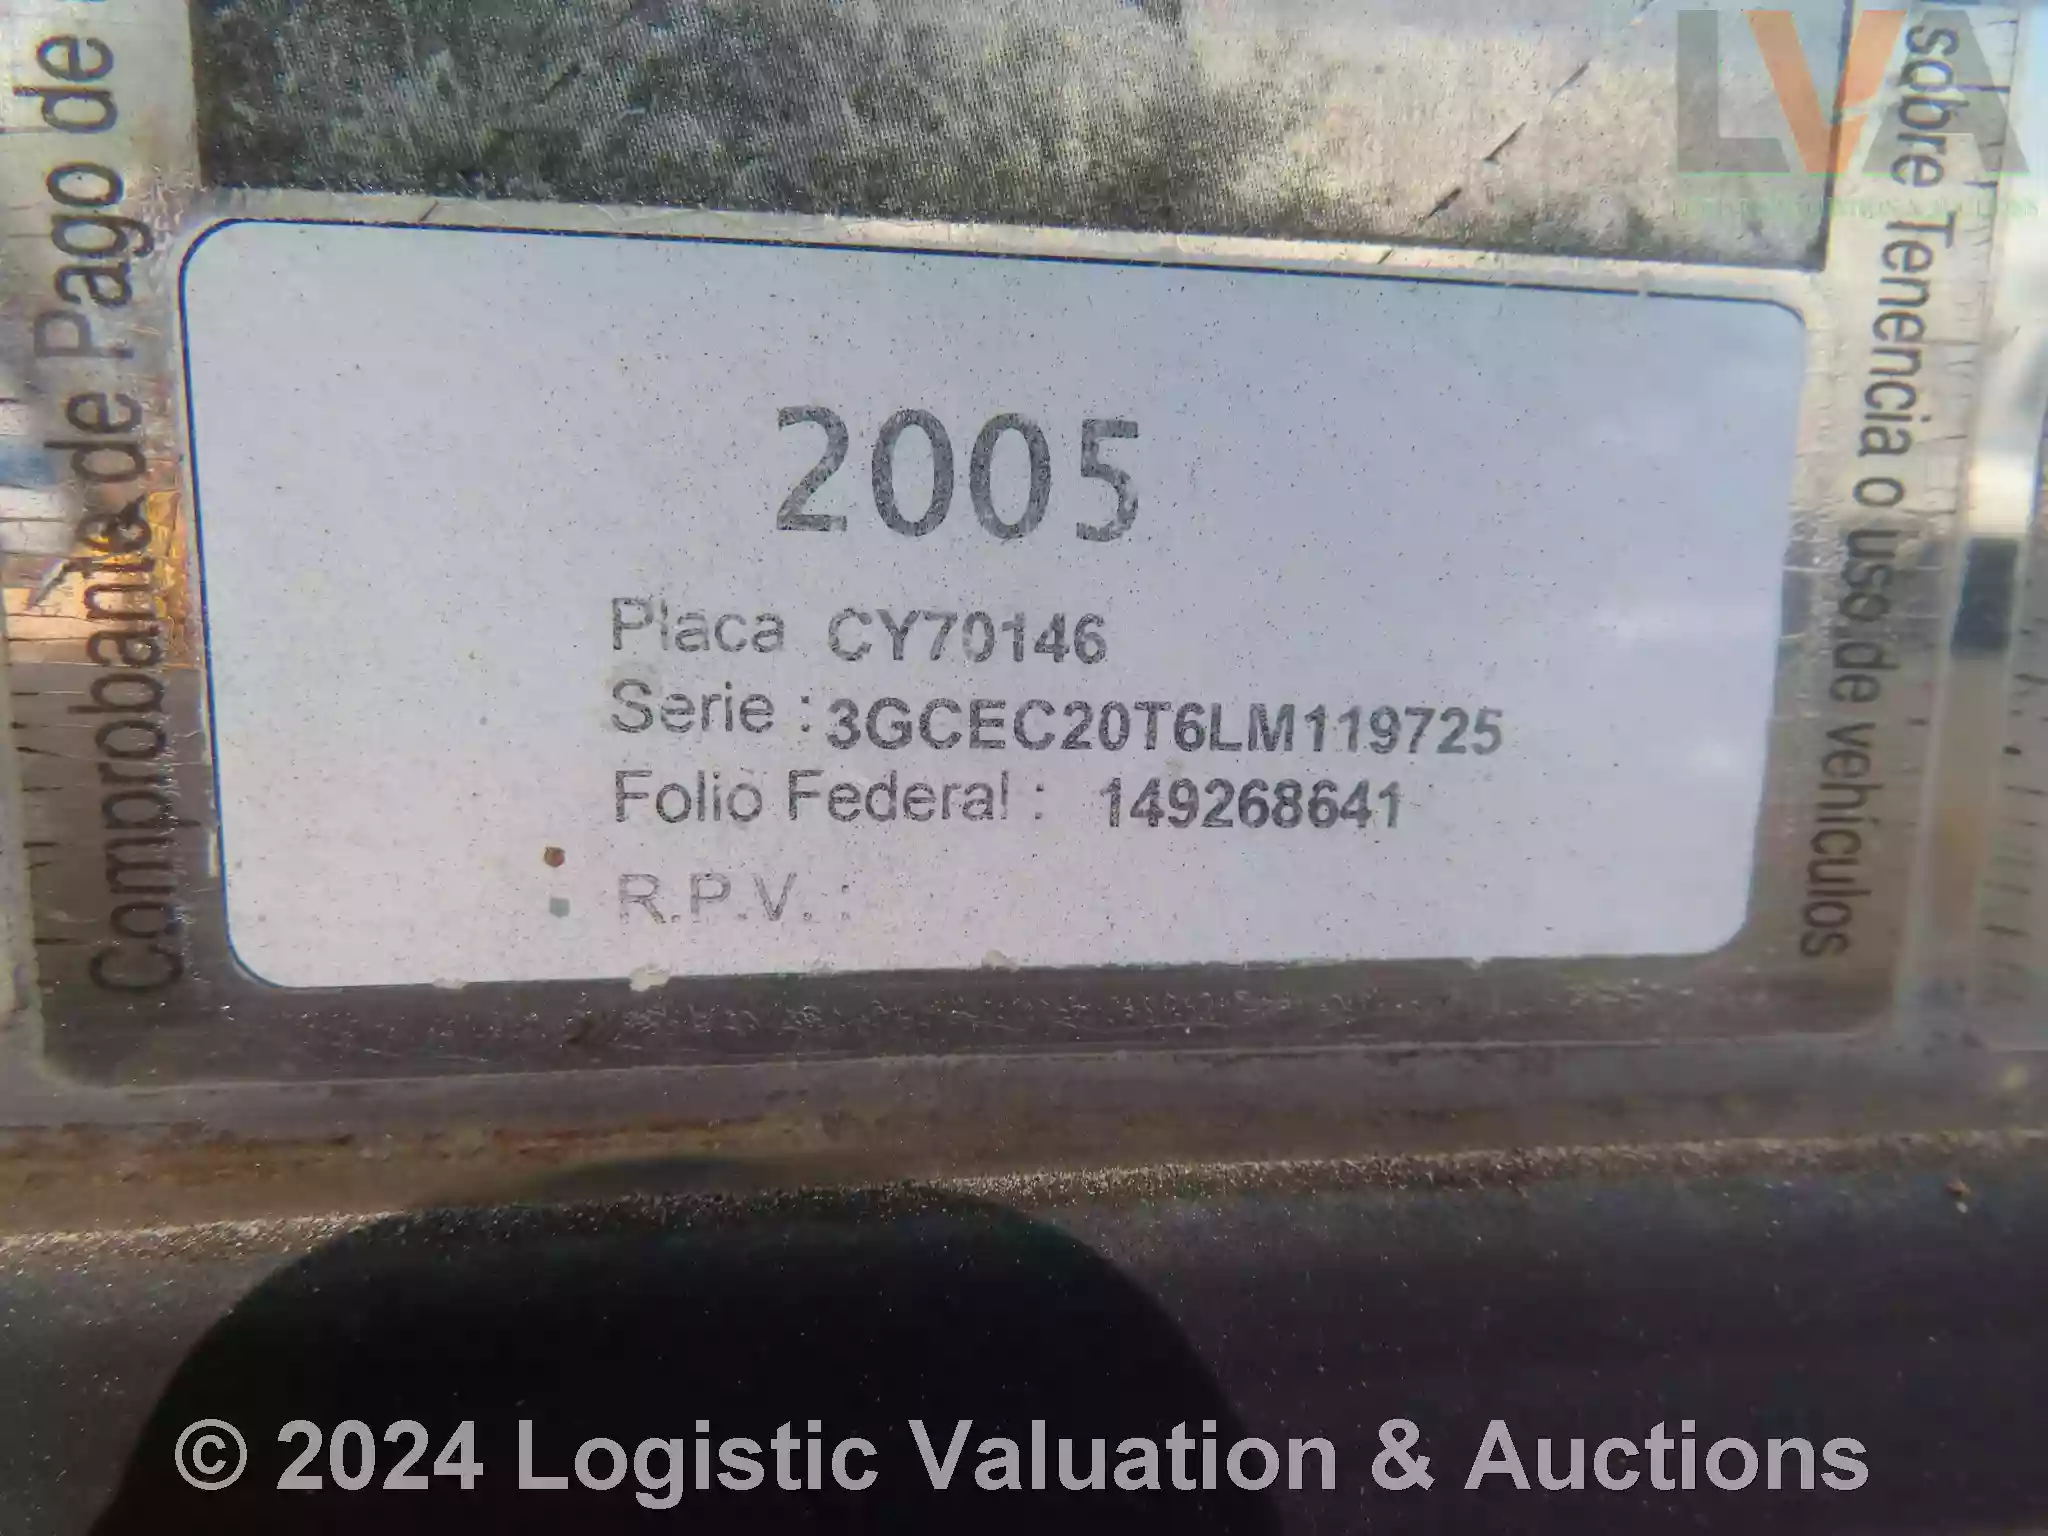 LVA
Comprobante de Pago de
sobre Tenencia o uso de vehículos
2005
Placa CY70146
Serie : 3GCEC20T6LM119725
Folio Federal : 149268641
R.P.V. :
© 2024 Logistic Valuation & Auctions